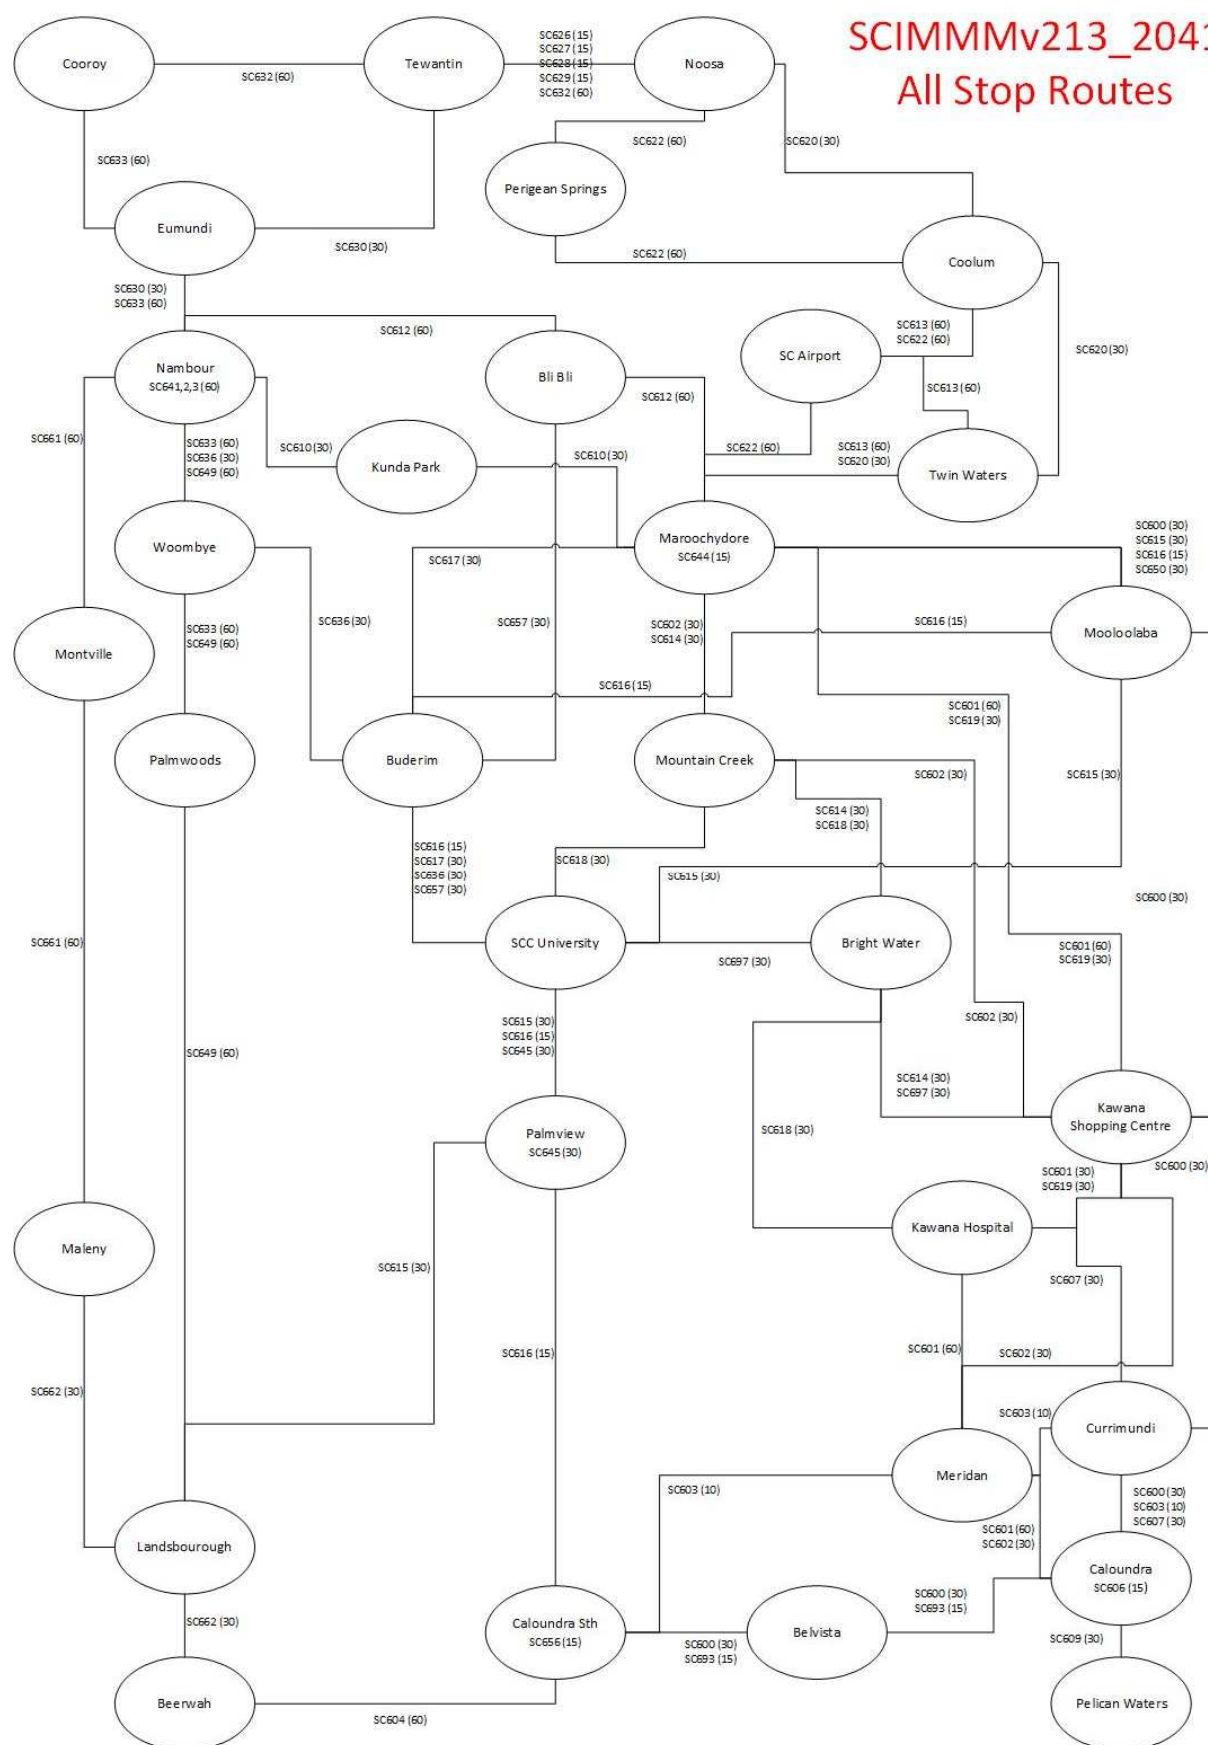 SCIMMMv213_2041
All Stop Routes
SC626 (15)
SC627 (15)
SC628 (15)
SC629 (15)
SC632 (60)
Cooroy
SC632 (60)
Tewantin
Noosa
SC633 (60)
SC622 (60)
SC620 (30)
Perigean Springs
Eumundi
SC630 (30)
SC622 (60)
Coolum
SC630 (30)
SC633 (60)
SC612 (60)
SC613 (60)
SC622 (60)
SC620 (30)
SC Airport
Nambour
SC641,2,3 (60)
Bli Bli
SC612 (60)
SC613 (60)
SC661 (60)
SC633 (60)
SC636 (30)
SC649 (60)
SC610 (30)
Kunda Park
SC610 (30)
SC622 (60)
SC613 (60)
SC620 (30)
Twin Waters
Woombye
SC617 (30)
Maroochydore
SC644 (15)
SC600 (30)
SC615 (30)
SC616 (15)
SC650 (30)
SC633 (60)
SC649 (60)
SC636 (30)
SC657 (30)
SC602 (30)
SC614 (30)
SC616 (15)
Mooloolaba
Montville
SC616 (15)
SC601 (60)
SC619 (30)
Palmwoods
Buderim
Mountain Creek
SC602 (30)
SC615 (30)
SC614 (30)
SC618 (30)
SC616 (15)
SC617 (30)
SC636 (30)
SC657 (30)
SC618 (30)
SC615 (30)
SC600 (30)
SC661 (60)
SCC University
SC697 (30)
Bright Water
SC601 (60)
SC619 (30)
SC615 (30)
SC616 (15)
SC645 (30)
SC602 (30)
SC649 (60)
SC614 (30)
SC697 (30)
Kawana
Shopping Centre
Palmview
SC645 (30)
SC618 (30)
SC601 (30)
SC619 (30)
SC600 (30)
Maleny
Kawana Hospital
SC615 (30)
SC607 (30)
SC616 (15)
SC601 (60)
SC602 (30)
SC662 (30)
SC603 (10)
Currimundi
SC603 (10)
Meridan
SC600 (30)
SC603 (10)
SC607 (30)
SC601 (60)
SC602 (30)
Landsbourough
Caloundra
SC606 (15)
SC662 (30)
Caloundra Sth
SC656 (15)
SC600 (30)
SC693 (15)
Belvista
SC600 (30)
SC693 (15)
SC609 (30)
Beerwah
SC604 (60)
Pelican Waters